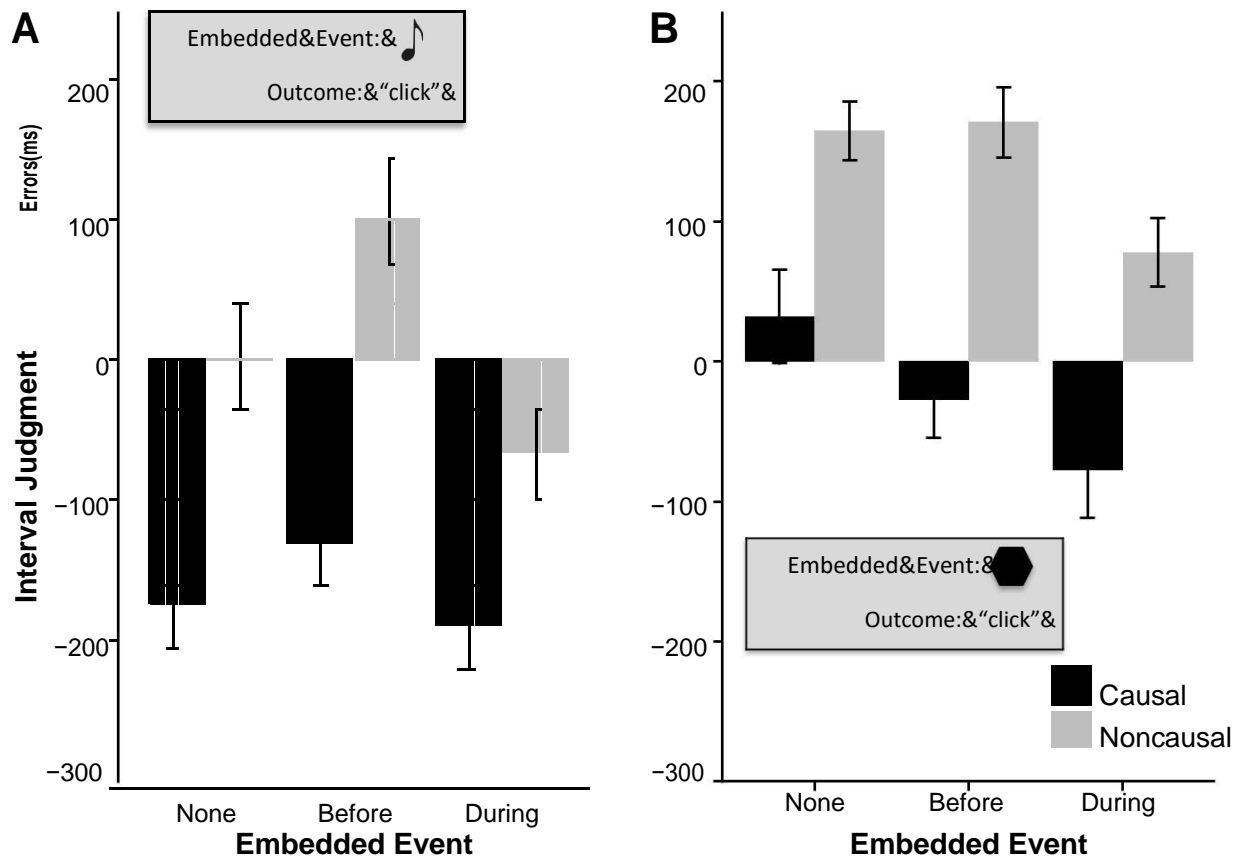 A
Embedded&Event:&
Outcome:&“click”&
200
100
0
−100
−200
−300
Interval Judgment Errors(ms)
None Before During
Embedded Event
B
200
100
0
−100
−200
−300
Embedded&Event:&
Outcome:&“click”&
Causal
Noncausal
None Before During
Embedded Event